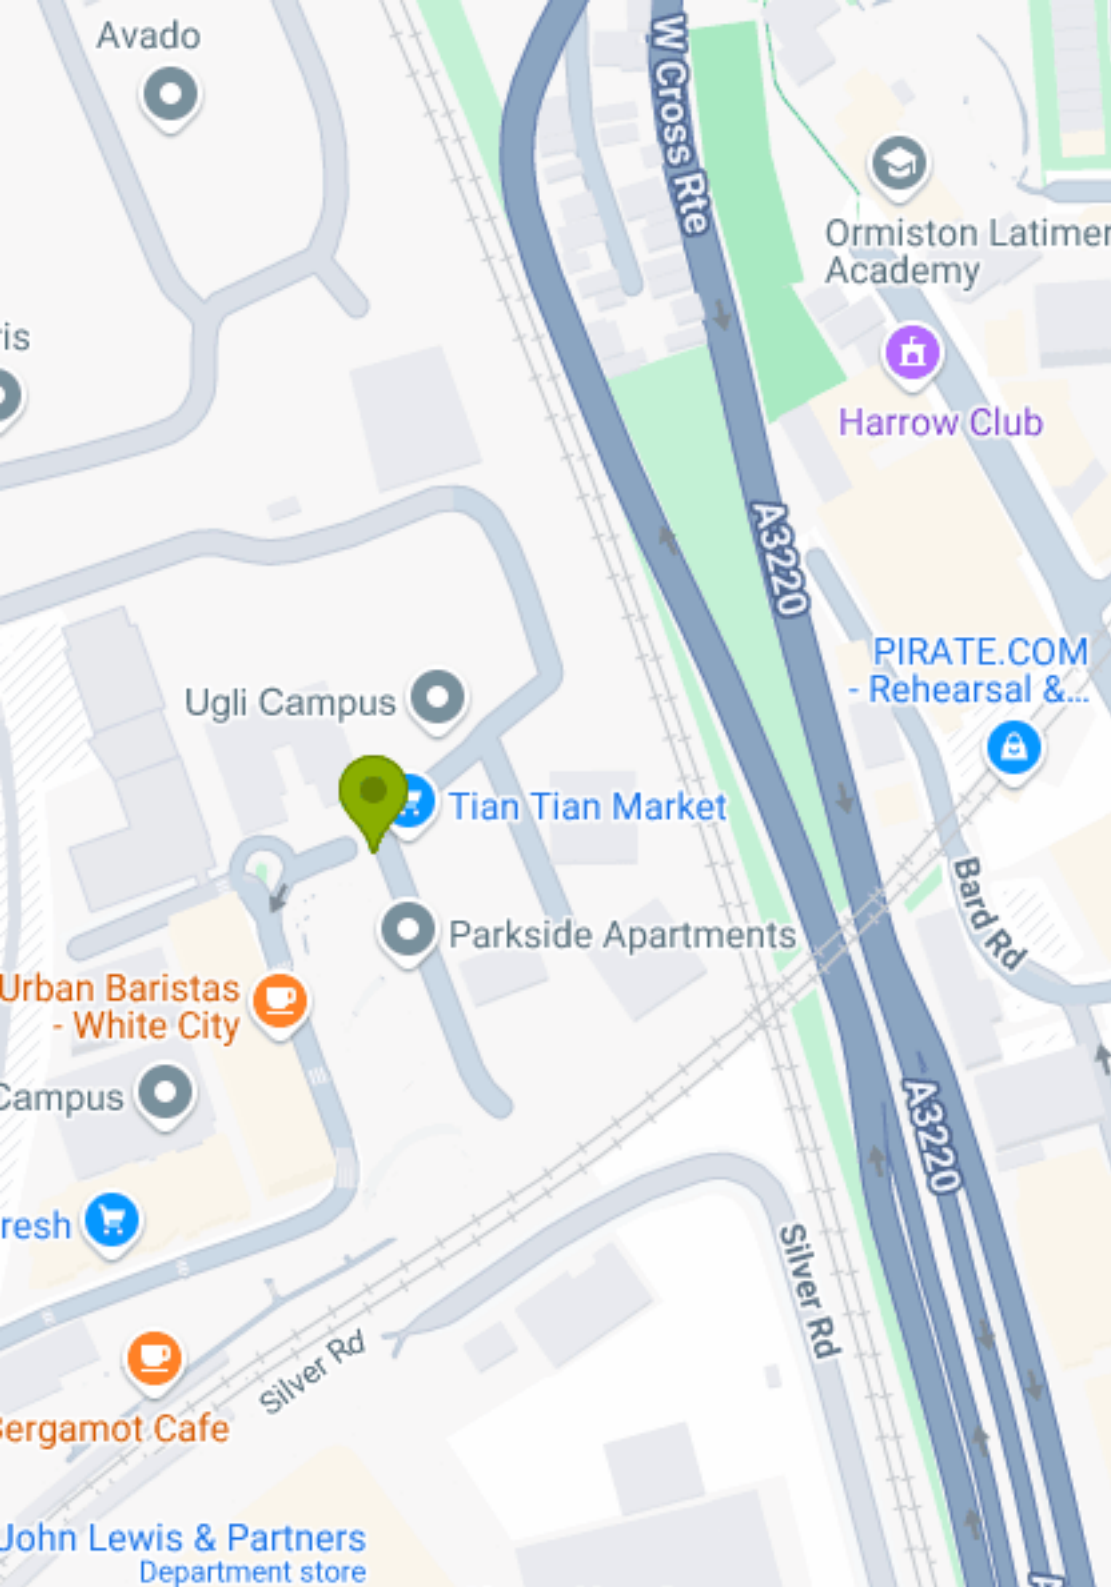 Avado
W Cross Rte
Ormiston Latimer
Academy
ris
Harrow Club
A3220
PIRATE.COM
- Rehearsal &...
Ugli Campus
Tian Tian Market
Bard Rd
Parkside Apartments
Urban Baristas
- White City
Campus
A3220
resh
Silver Rd
Silver Rd
Bergamot Cafe
John Lewis & Partners
Department store